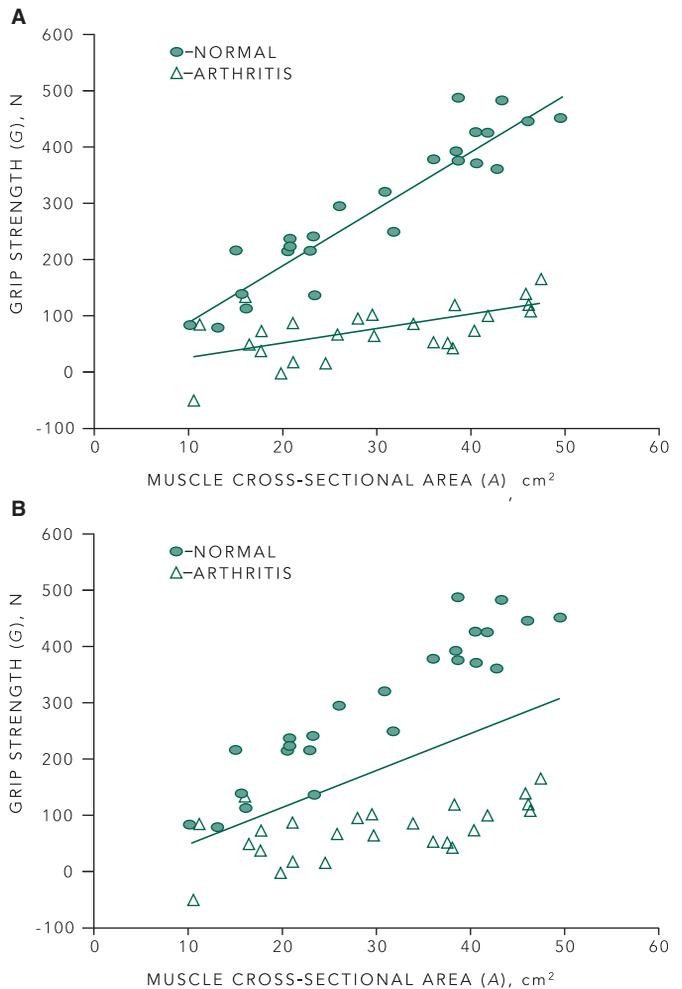 A
600
500
400
300
200
100
0
-100
GRIP STRENGTH (G), N
NORMAL
ARTHRITIS
0 10 20 30 40 50 60
MUSCLE CROSS-SECTIONAL AREA (A) cm²
,
B
600
500
400
300
200
100
0
-100
GRIP STRENGTH (G), N
NORMAL
ARTHRITIS
0 10 20 30 40 50 60
MUSCLE CROSS-SECTIONAL AREA (A), cm²